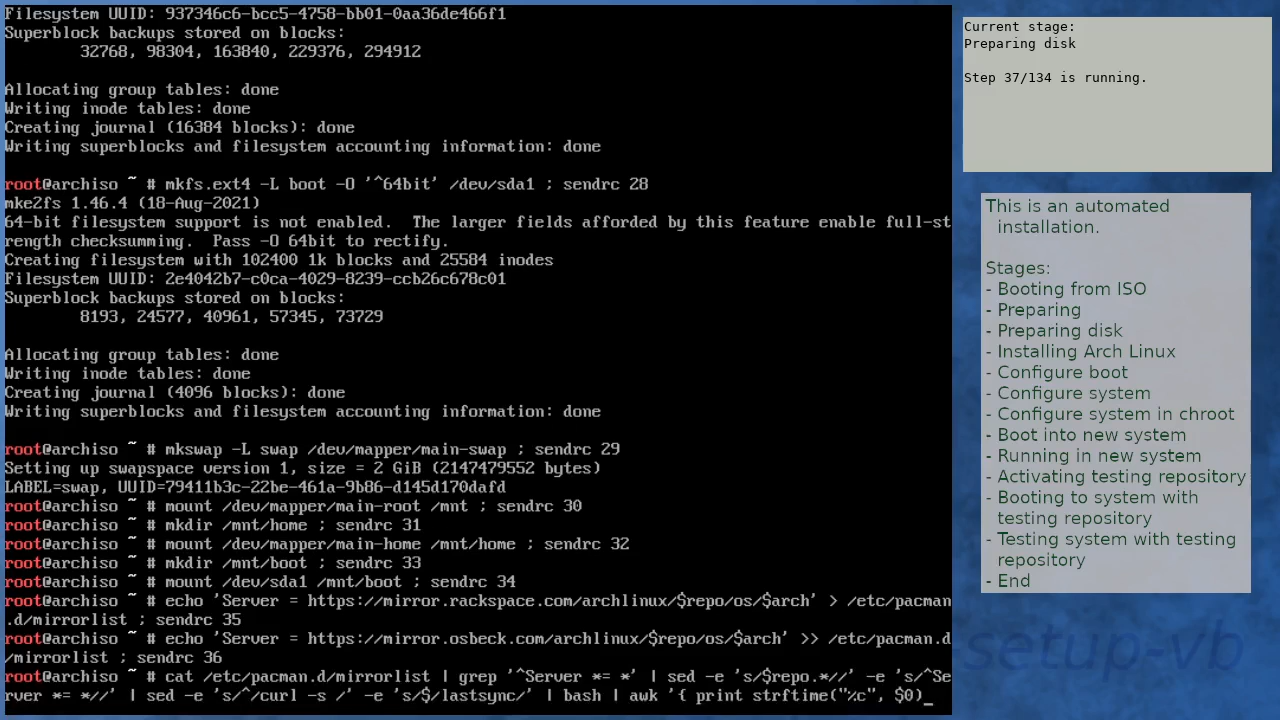 Filesystem UUID: 937346c6-bcc5-4758-bb01-0aa36de466f1
Superblock backups stored on blocks:
        32768, 98304, 163840, 229376, 294912
Allocating group tables: done
Writing inode tables: done
Creating journal (16384 blocks): done
Writing superblocks and filesystem accounting information: done
root@archiso ~ # mkfs.ext4 -L boot -O '^64bit' /dev/sda1 ; sendrc 28
mke2fs 1.46.4 (18-Aug-2021)
64-bit filesystem support is not enabled.  The larger fields afforded by this feature enable full-st
rength checksumming.  Pass -O 64bit to rectify.
Creating filesystem with 102400 1k blocks and 25584 inodes
Filesystem UUID: 2e4042b7-c0ca-4029-8239-ccb26c678c01
Superblock backups stored on blocks:
        8193, 24577, 40961, 57345, 73729
Allocating group tables: done
Writing inode tables: done
Creating journal (4096 blocks): done
Writing superblocks and filesystem accounting information: done
root@archiso ~ # mkswap -L swap /dev/mapper/main-swap ; sendrc 29
Setting up swapspace version 1, size = 2 GiB (2147479552 bytes)
LABEL=swap, UUID=79411b3c-22be-461a-9b86-d145d170dafd
root@archiso ~ # mount /dev/mapper/main-root /mnt ; sendrc 30
root@archiso ~ # mkdir /mnt/home ; sendrc 31
root@archiso ~ # mount /dev/mapper/main-home /mnt/home ; sendrc 32
root@archiso ~ # mkdir /mnt/boot ; sendrc 33
root@archiso ~ # mount /dev/sda1 /mnt/boot ; sendrc 34
root@archiso ~ # echo 'Server = https://mirror.rackspace.com/archlinux/$repo/os/$arch' > /etc/pacman
.d/mirrorlist ; sendrc 35
root@archiso ~ # echo 'Server = https://mirror.osbeck.com/archlinux/$repo/os/$arch' >> /etc/pacman.d
/mirrorlist ; sendrc 36
root@archiso ~ # cat /etc/pacman.d/mirrorlist | grep '^Server *= *' | sed -e 's/$repo.*//' -e 's/^Se
rver *= *//' | sed -e 's/^/curl -s /' -e 's/$/lastsync/' | bash | awk '{ print strftime("%c", $0)_
Current stage:
Preparing disk
Step 37/134 is running.
This is an automated
installation.
Stages:
- Booting from ISO
- Preparing
- Preparing disk
- Installing Arch Linux
- Configure boot
- Configure system
- Configure system in chroot
- Boot into new system
- Running in new system
- Activating testing repository
- Booting to system with
testing repository
- Testing system with testing
repository
- End
setup-vb